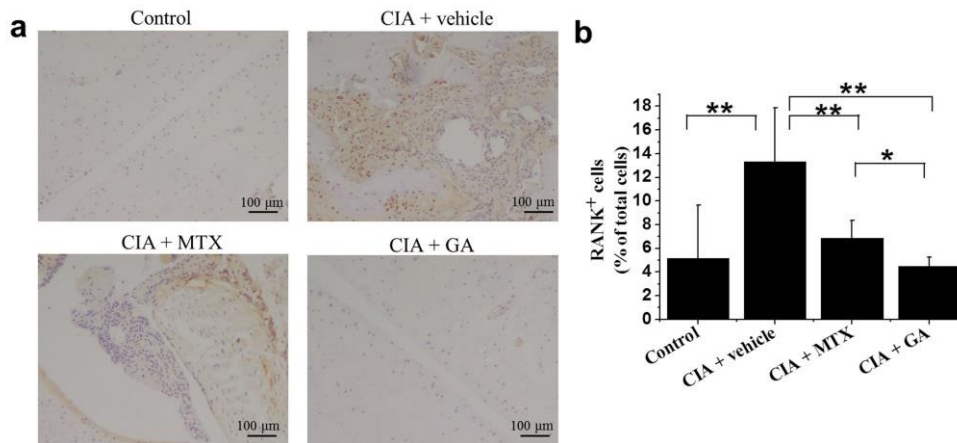 a
Control
CIA + vehicle
100 μm
100 μm
CIA + MTX
CIA + GA
100 μm
100 μm
b
**
**
**
*
RANK+ cells
(% of total cells)
18
16
14
12
10
8
6
4
2
0
Control
CIA + vehicle
CIA + MTX
CIA + GA